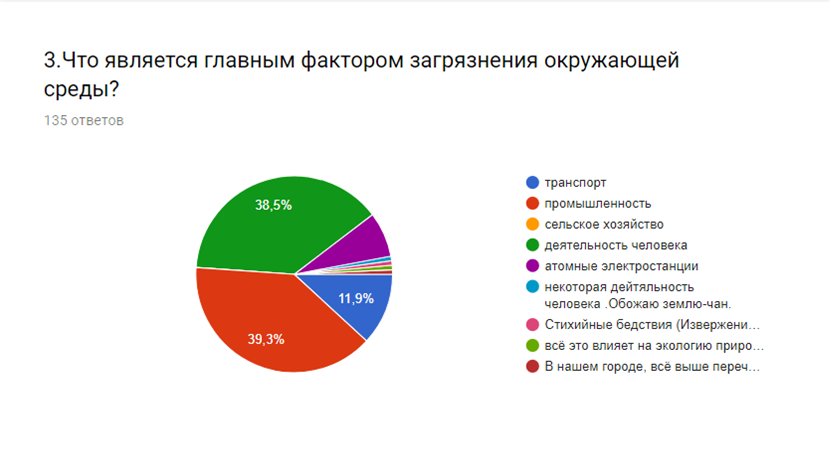 3.Что является главным фактором загрязнения окружающей
среды?
135 ответов
38,5%
11,9%
39,3%
транспорт
промышленность
сельское хозяйство
деятельность человека
атомные электростанции
некоторая дейтяльность
человека .Обожаю землю-чан.
Стихийные бедствия (Извержени...
всё это влияет на экологию приро...
В нашем городе, всё выше переч...